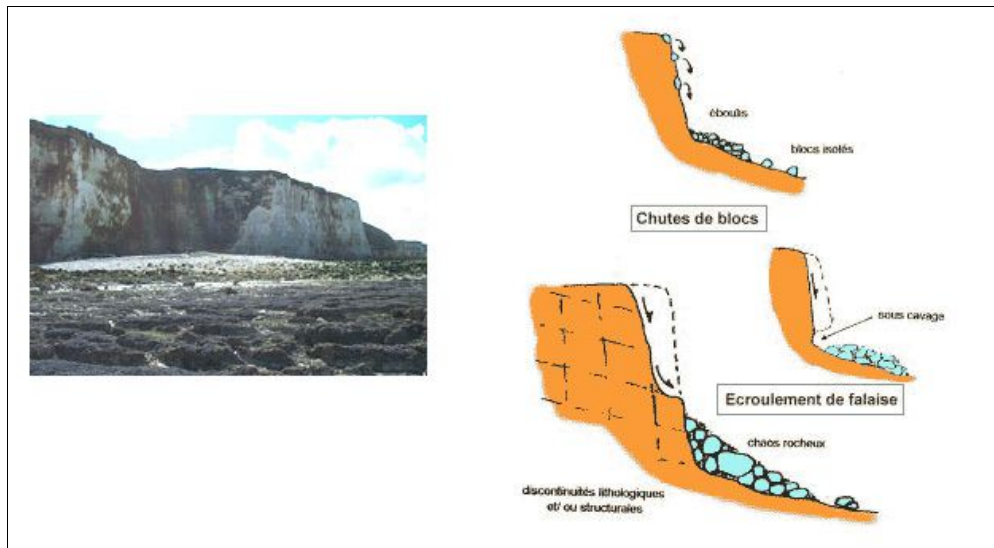 éboulis
blocs isolés
Chutes de blocs
sous cavage
Ecroulement de falaise
chaos rocheux
discontinuités lithologiques
et/ ou structurales